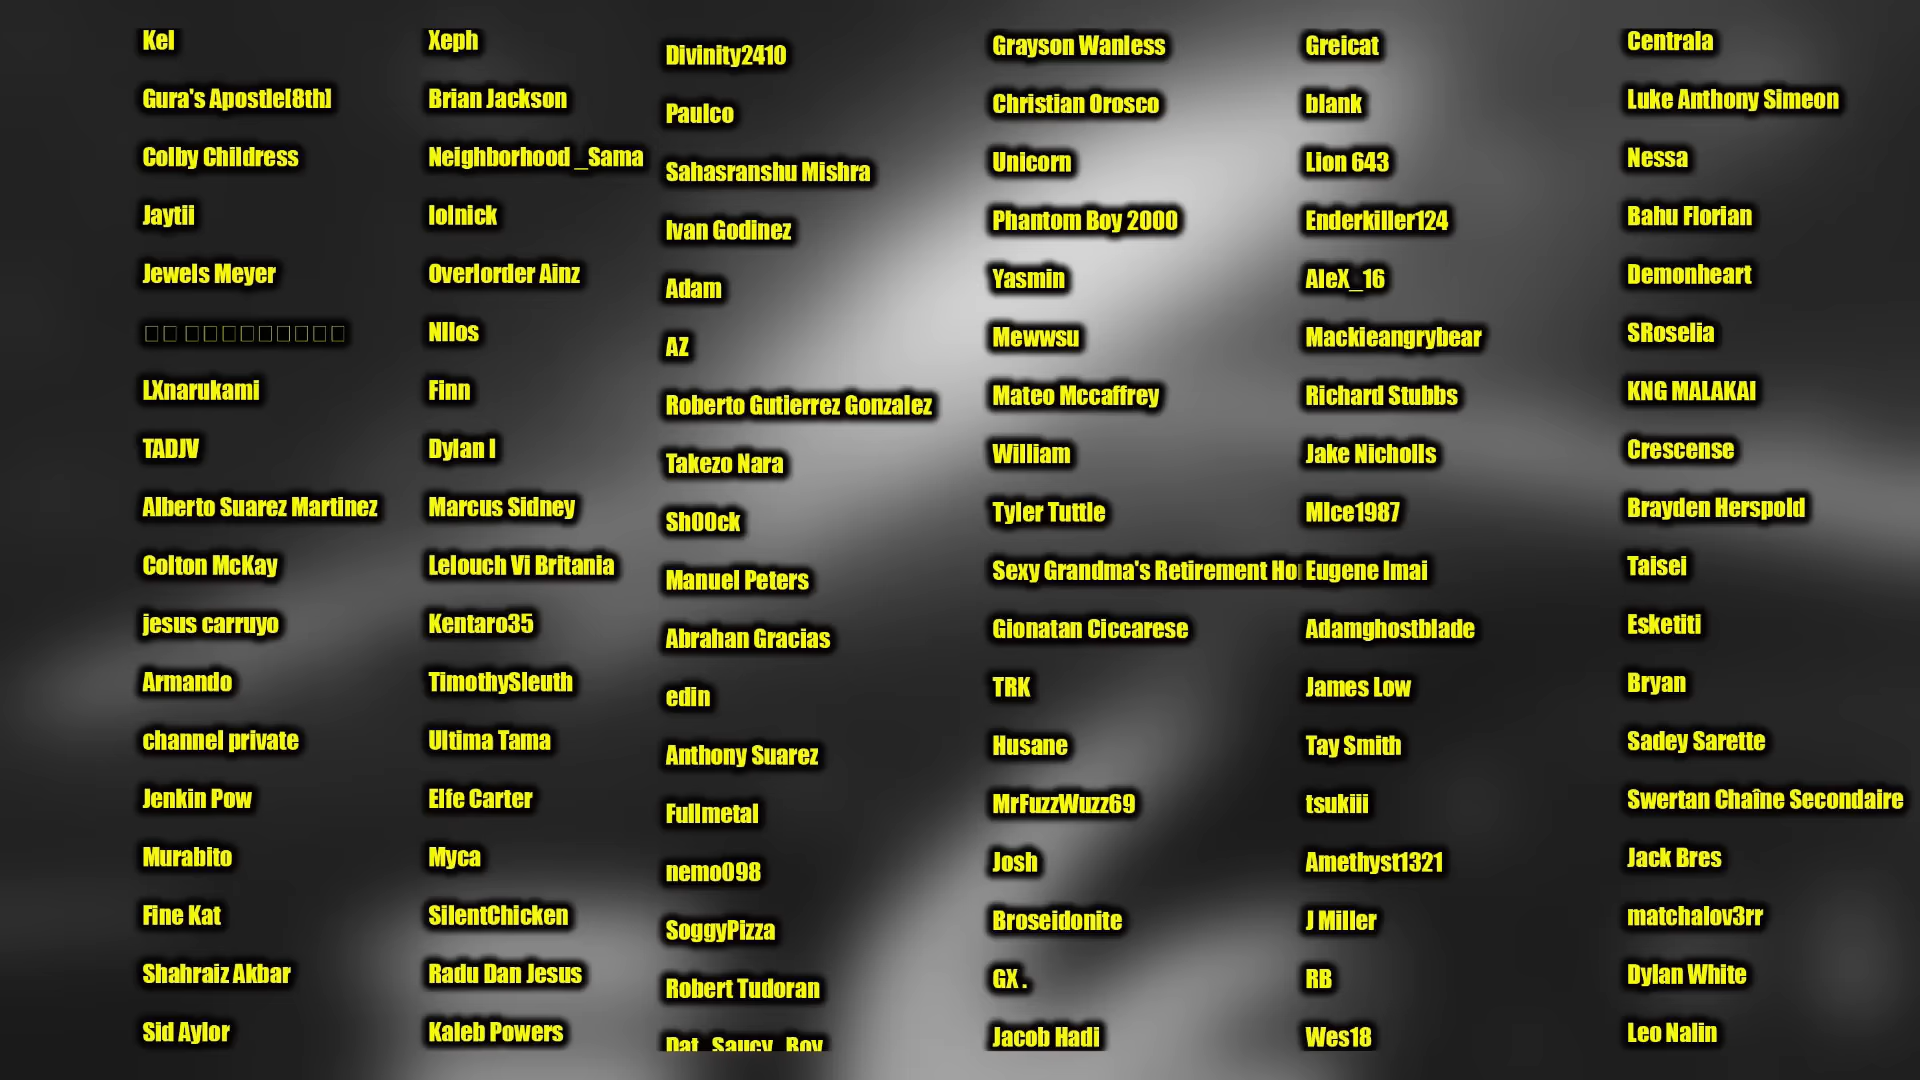 Kel
Gura's Apostle[8th]
Colby Childress
Jaytii
Jewels Meyer
LXnarukami
TADJV
Alberto Suarez Martinez
Colton McKay
jesus carruyo
Armando
channel private
Jenkin Pow
Murabito
Fine Kat
Shahraiz Akbar
Sid Aylor
Xeph
Brian Jackson
Neighborhood _Sama
lolnick
Overlorder Ainz
NIlos
Finn
Dylan I
Marcus Sidney
Lelouch Vi Britania
Kentaro35
TimothySleuth
Ultima Tama
Elfe Carter
Myca
SilentChicken
Radu Dan Jesus
Kaleb Powers
Divinity2410
Paulco
Sahasranshu Mishra
Ivan Godinez
Adam
AZ
Roberto Gutierrez Gonzalez
Takezo Nara
Sh00ck
Manuel Peters
Abrahan Gracias
edin
Anthony Suarez
Fullmetal
nemo098
SoggyPizza
Robert Tudoran
Dat_Saucy_Boy
Grayson Wanless
Christian Orosco
Unicorn
Phantom Boy 2000
Yasmin
Mewwsu
Mateo Mccaffrey
William
Tyler Tuttle
Sexy Grandma's Retirement Ho
Gionatan Ciccarese
TRK
Husane
MrFuzzWuzz69
Josh
Broseidonite
GX .
Jacob Hadi
Greicat
blank
Lion 643
Enderkiller124
AleX_16
Mackieangrybear
Richard Stubbs
Jake Nicholls
MIce1987
Eugene Imai
Adamghostblade
James Low
Tay Smith
tsukiii
Amethyst1321
J Miller
RB
Wes18
Centrala
Luke Anthony Simeon
Nessa
Bahu Florian
Demonheart
SRoselia
KNG MALAKAI
Crescense
Brayden Herspold
Taisei
Esketiti
Bryan
Sadey Sarette
Swertan Chaîne Secondaire
Jack Bres
matchalov3rr
Dylan White
Leo Nalin